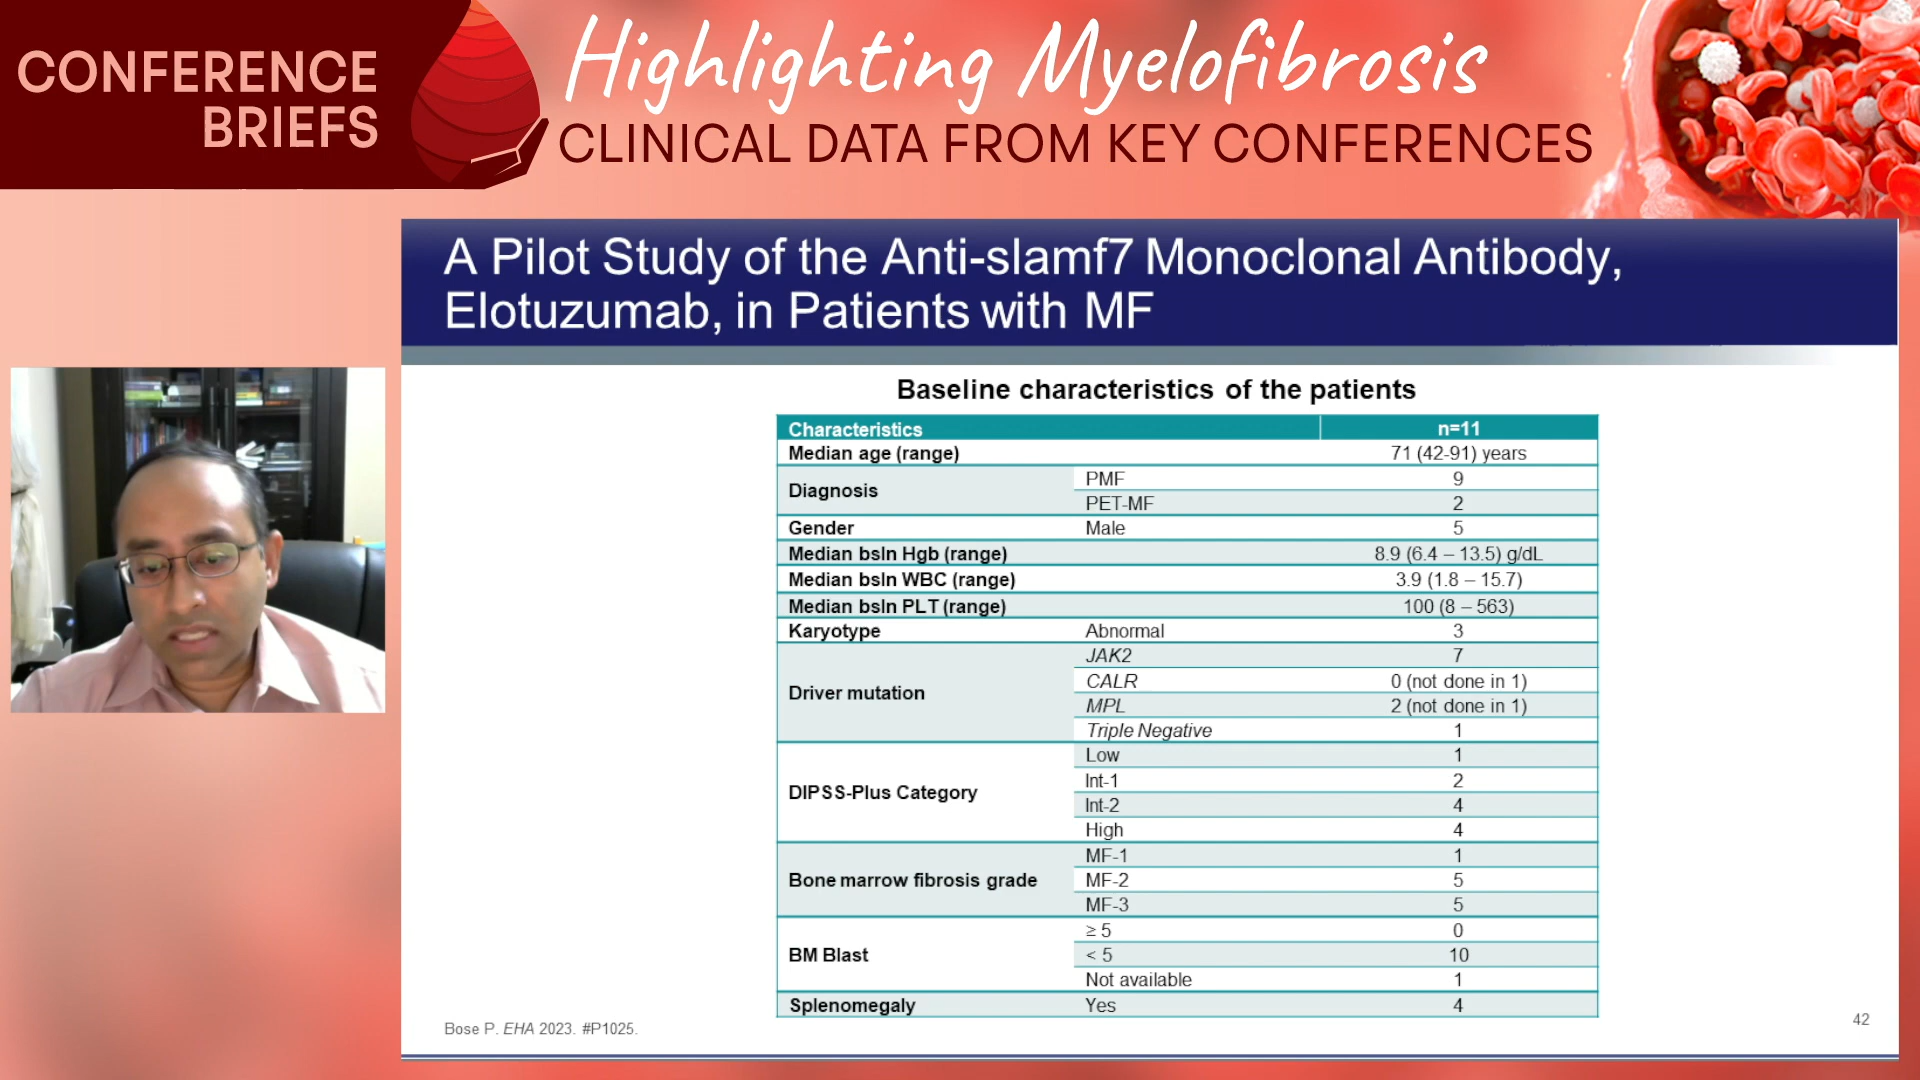 CONFERENCE
BRIEFS
Highlighting Myelofibrosis
CLINICAL DATA FROM KEY CONFERENCES
A Pilot Study of the Anti-slamf7 Monoclonal Antibody,
Elotuzumab, in Patients with MF
Baseline characteristics of the patients
Characteristics n=11
Median age (range) 71 (42-91) years
Diagnosis PMF 9
PET-MF 2
Gender Male 5
Median bsln Hgb (range) 8.9 (6.4 – 13.5) g/dL
Median bsln WBC (range) 3.9 (1.8 – 15.7)
Median bsln PLT (range) 100 (8 – 563)
Karyotype Abnormal 3
Driver mutation JAK2 7
CALR 0 (not done in 1)
MPL 2 (not done in 1)
Triple Negative 1
DIPSS-Plus Category Low 1
Int-1 2
Int-2 4
High 4
Bone marrow fibrosis grade MF-1 1
MF-2 5
MF-3 5
BM Blast ≥ 5 0
< 5 10
Not available 1
Splenomegaly Yes 4
Bose P. EHA 2023. #P1025.
42